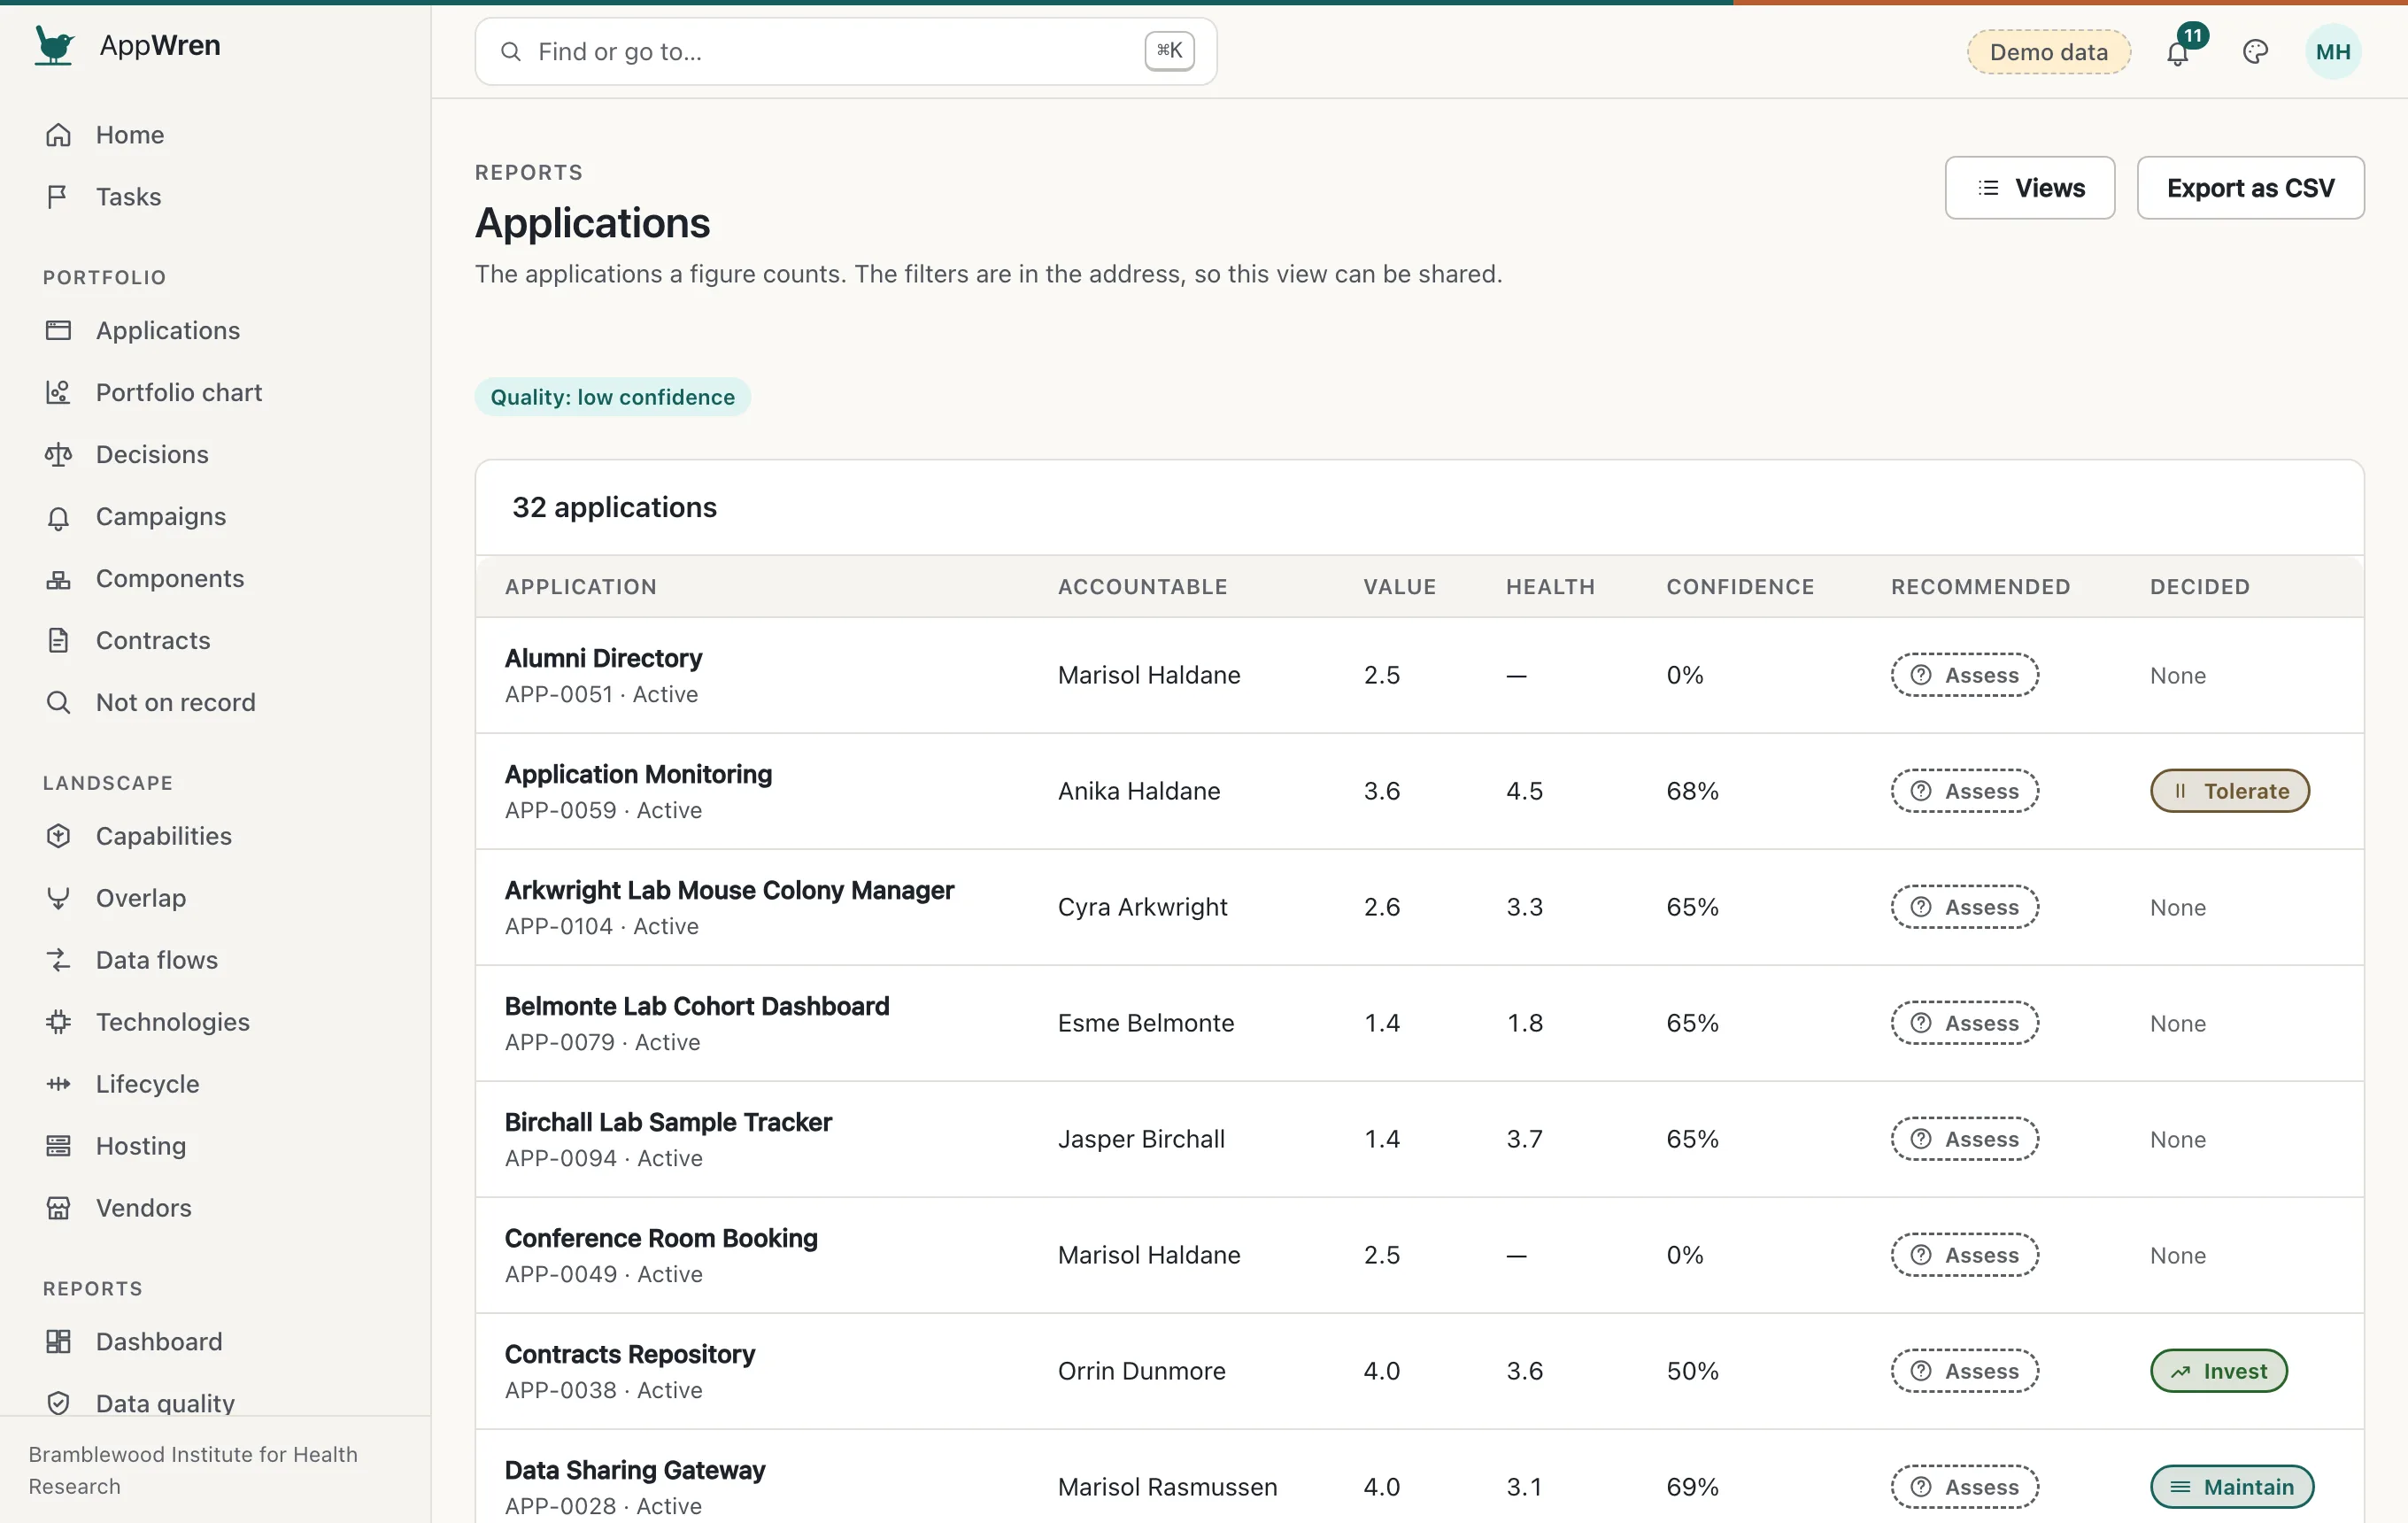 AppWren
Find or go to...
⌘K
Demo data
11
MH
Home
Tasks
PORTFOLIO
Applications
Portfolio chart
Decisions
Campaigns
Components
Contracts
Not on record
LANDSCAPE
Capabilities
Overlap
Data flows
Technologies
Lifecycle
Hosting
Vendors
REPORTS
Dashboard
Data quality
Bramblewood Institute for Health
Research
REPORTS
Applications
The applications a figure counts. The filters are in the address, so this view can be shared.
Views
Export as CSV
Quality: low confidence
32 applications
APPLICATION ACCOUNTABLE VALUE HEALTH CONFIDENCE RECOMMENDED DECIDED
Alumni Directory
APP-0051 · Active
Marisol Haldane 2.5 — 0% Assess None
Application Monitoring
APP-0059 · Active
Anika Haldane 3.6 4.5 68% Assess Tolerate
Arkwright Lab Mouse Colony Manager
APP-0104 · Active
Cyra Arkwright 2.6 3.3 65% Assess None
Belmonte Lab Cohort Dashboard
APP-0079 · Active
Esme Belmonte 1.4 1.8 65% Assess None
Birchall Lab Sample Tracker
APP-0094 · Active
Jasper Birchall 1.4 3.7 65% Assess None
Conference Room Booking
APP-0049 · Active
Marisol Haldane 2.5 — 0% Assess None
Contracts Repository
APP-0038 · Active
Orrin Dunmore 4.0 3.6 50% Assess Invest
Data Sharing Gateway
APP-0028 · Active
Marisol Rasmussen 4.0 3.1 69% Assess Maintain